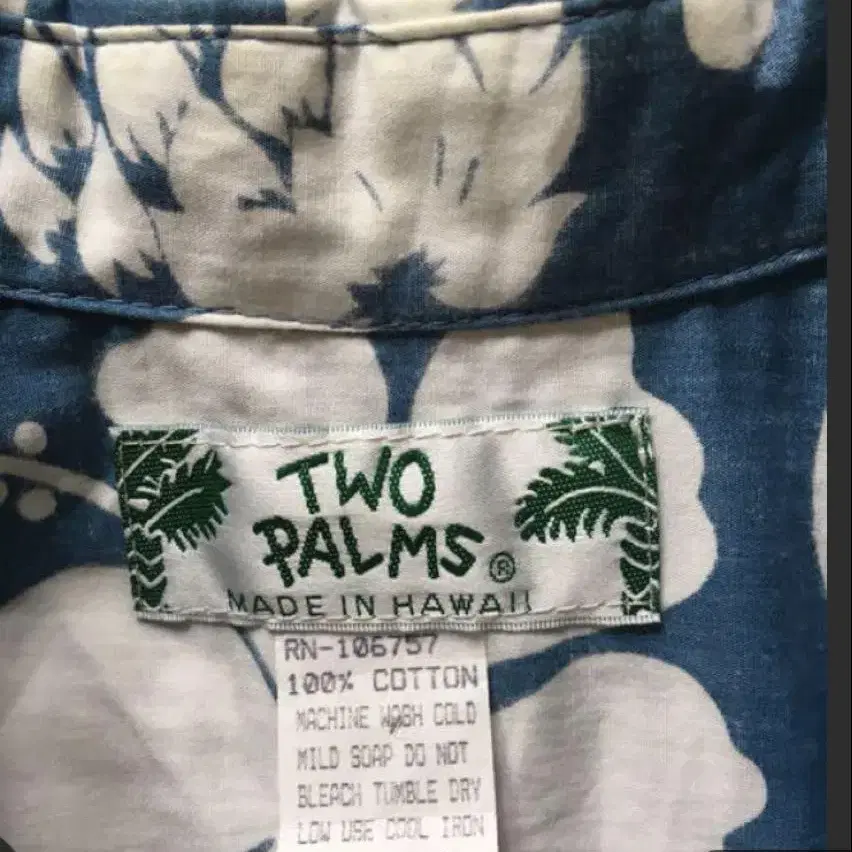 TWO
PALMS®
MADE IN HAWAII
RN-106757
100% COTTON
MACHINE WASH COLD
MILD SOAP DO NOT
BLEACH TUMBLE DRY
LOW USE COOL IRON